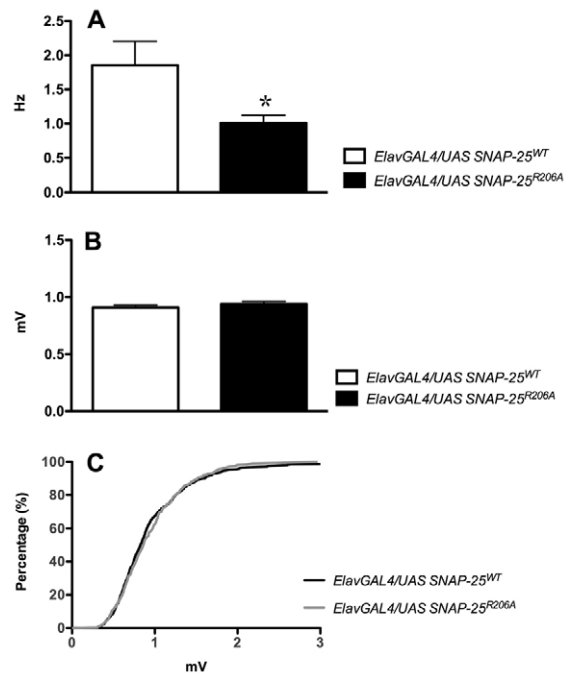 A
2.5
2.0
1.5
1.0
0.5
0.0
Hz
*
ElavGAL4/UAS SNAP-25WT
ElavGAL4/UAS SNAP-25R206A
B
1.5
1.0
0.5
0.0
mV
ElavGAL4/UAS SNAP-25WT
ElavGAL4/UAS SNAP-25R206A
C
100
80
60
40
20
0
Percentage (%)
0 1 2 3
mV
ElavGAL4/UAS SNAP-25WT
ElavGAL4/UAS SNAP-25R206A